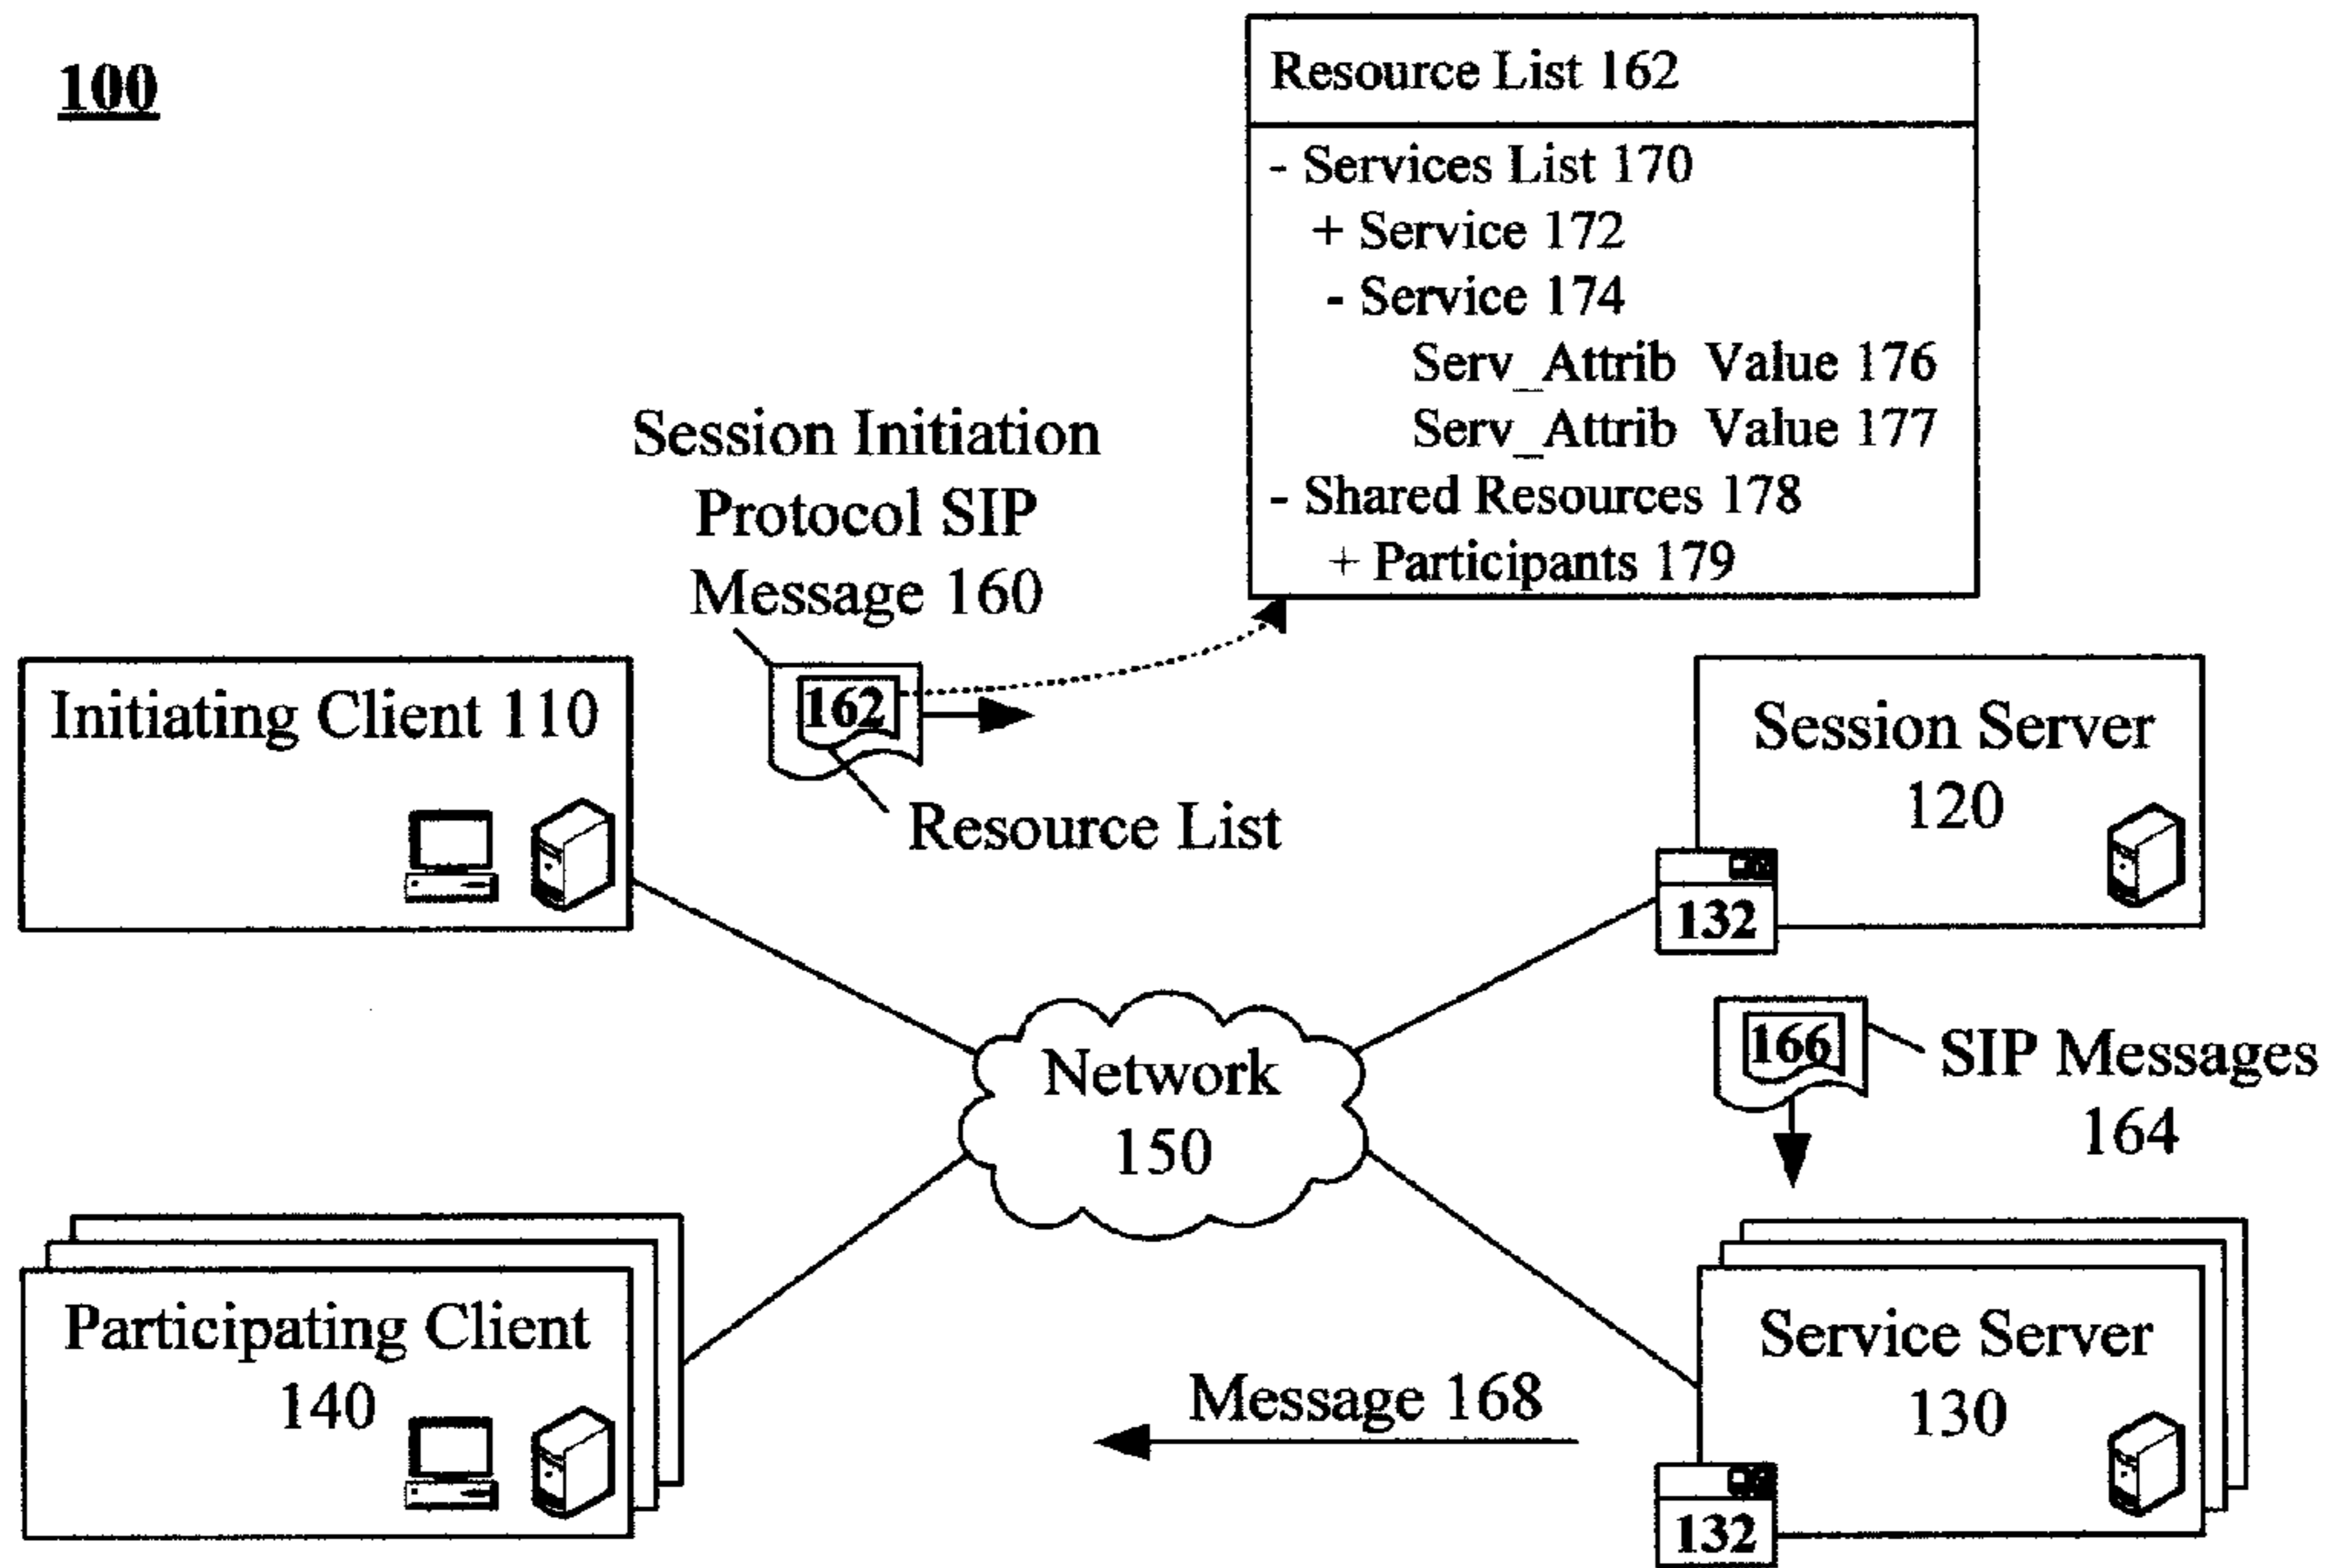 100
Resource List 162
- Services List 170
+ Service 172
- Service 174
Serv_Attrib Value 176
Serv_Attrib Value 177
- Shared Resources 178
+ Participants 179
Session Initiation
Protocol SIP
Message 160
162
Resource List
Initiating Client 110
Session Server
120
132
Network
150
166
SIP Messages
164
Participating Client
140
Message 168
Service Server
130
132